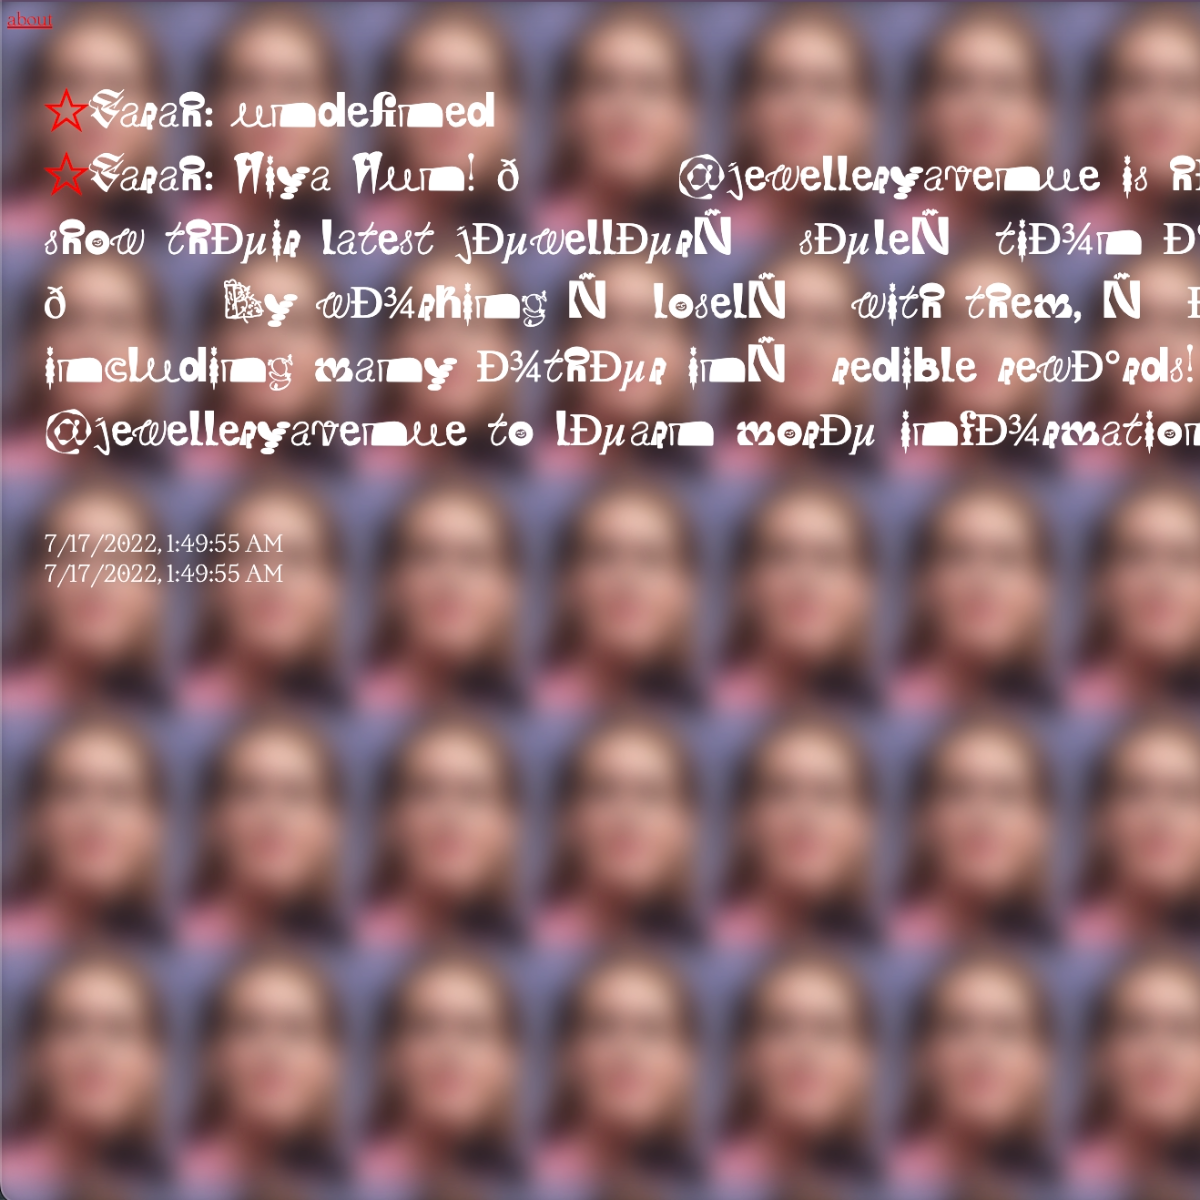 about
☆Sarah: undefined
☆Sarah: Hiya Hun! ð @jewelleryavenue is
show thÐµir latest jÐµwellÐµrÑ sÐµleÑ tiÐ¾n
ð By wÐ¾rking Ñ loselÑ with them, Ñ
including many Ð¾thÐµr inÑ redible rewÐ°rds!
@jewelleryavenue to lÐµarn morÐµ infÐ¾rmation
7/17/2022, 1:49:55 AM
7/17/2022, 1:49:55 AM